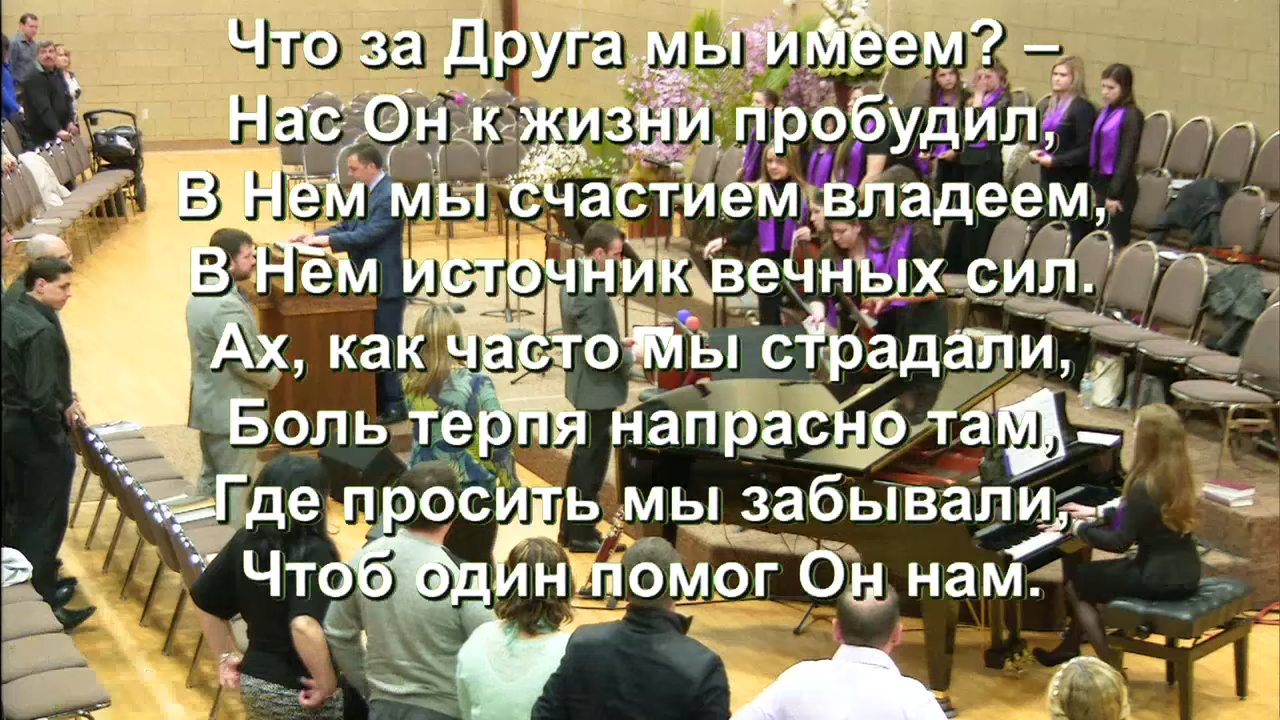 Что за Друга мы имеем? –
Нас Он к жизни пробудил,
В Нем мы счастием владеем,
В Нём источник вечных сил.
Ах, как часто мы страдали,
Боль терпя напрасно там,
Где просить мы забывали,
Чтоб один помог Он нам.